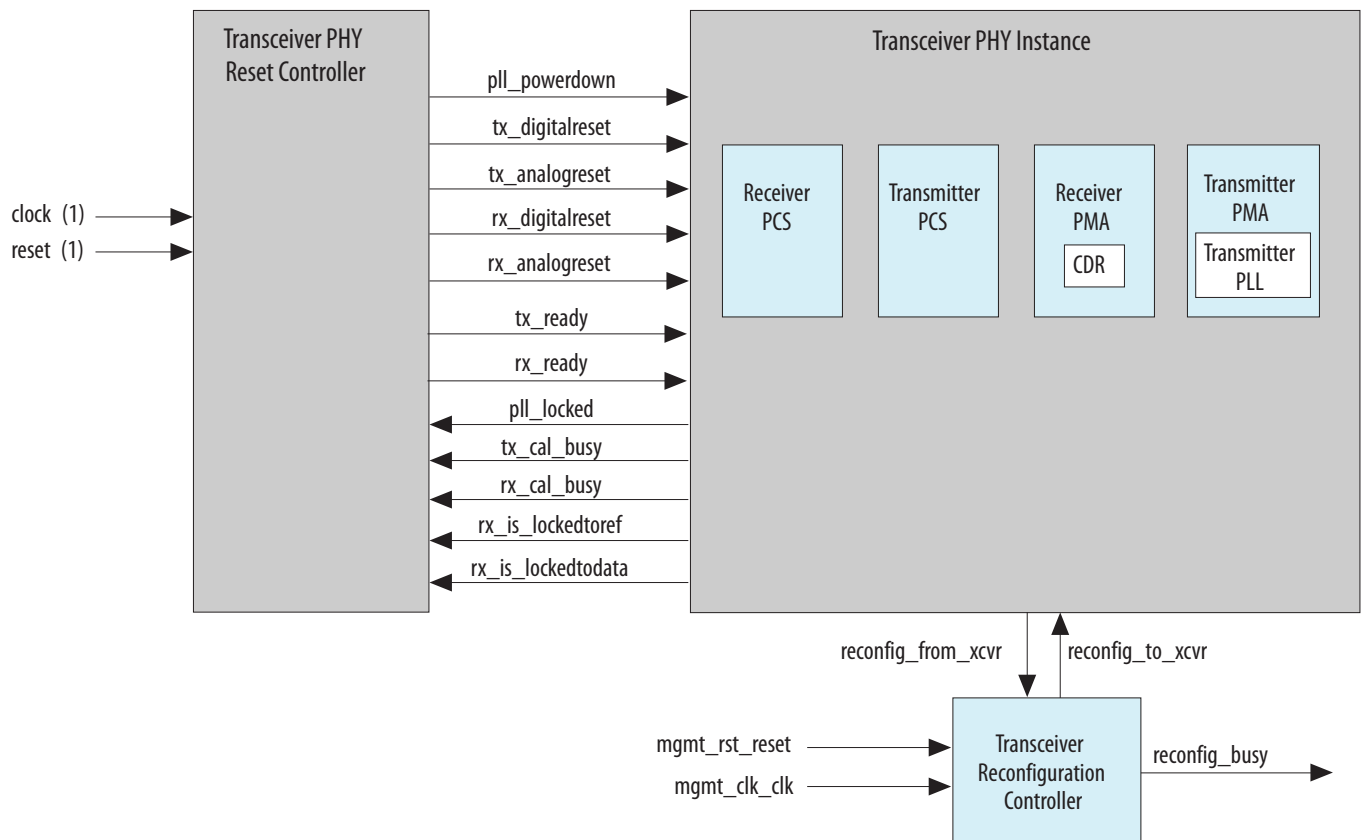 Transceiver PHY
Reset Controller
Transceiver PHY Instance
pll_powerdown
tx_digitalreset
tx_analogreset
rx_digitalreset
rx_analogreset
tx_ready
rx_ready
pll_locked
tx_cal_busy
rx_cal_busy
rx_is_lockedtoref
rx_is_lockedtodata
clock (1)
reset (1)
Receiver
PCS
Transmitter
PCS
Receiver
PMA
CDR
Transmitter
PMA
Transmitter
PLL
reconfig_from_xcvr
reconfig_to_xcvr
mgmt_rst_reset
mgmt_clk_clk
Transceiver
Reconfiguration
Controller
reconfig_busy